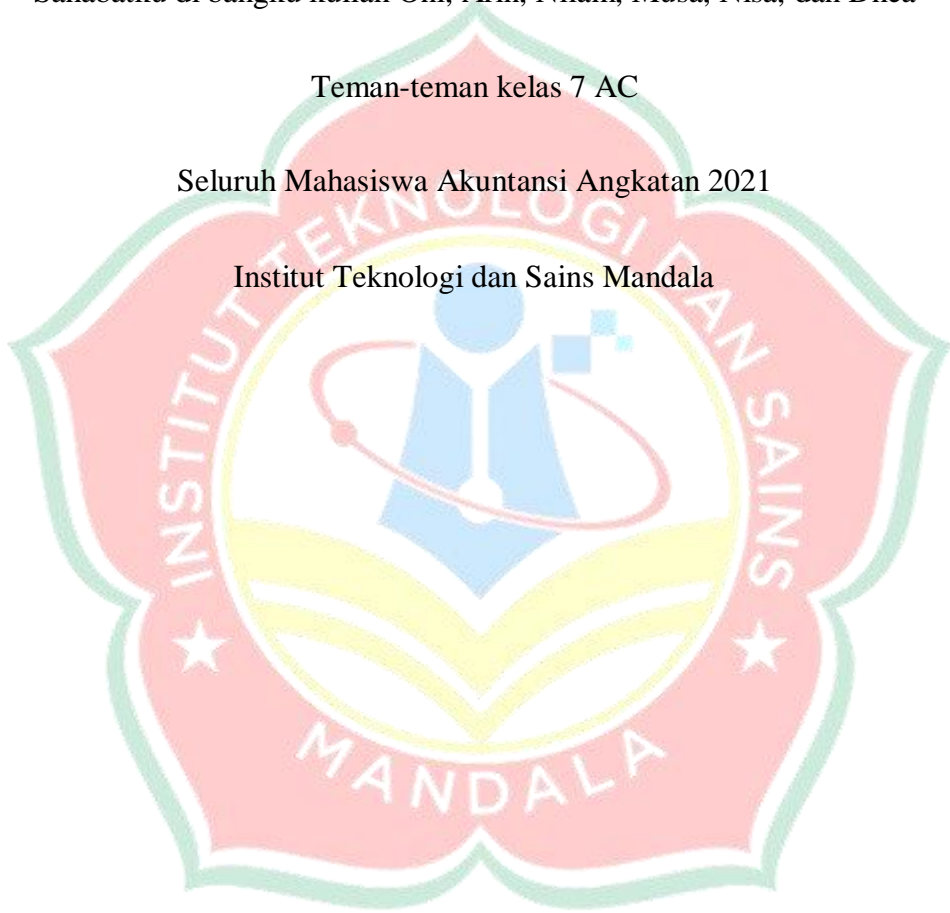 Teman-teman kelas 7 AC
Seluruh Mahasiswa Akuntansi Angkatan 2021
Institut Teknologi dan Sains Mandala
INSTITUT TEKNOLOGI DAN SAINS
MANDALA